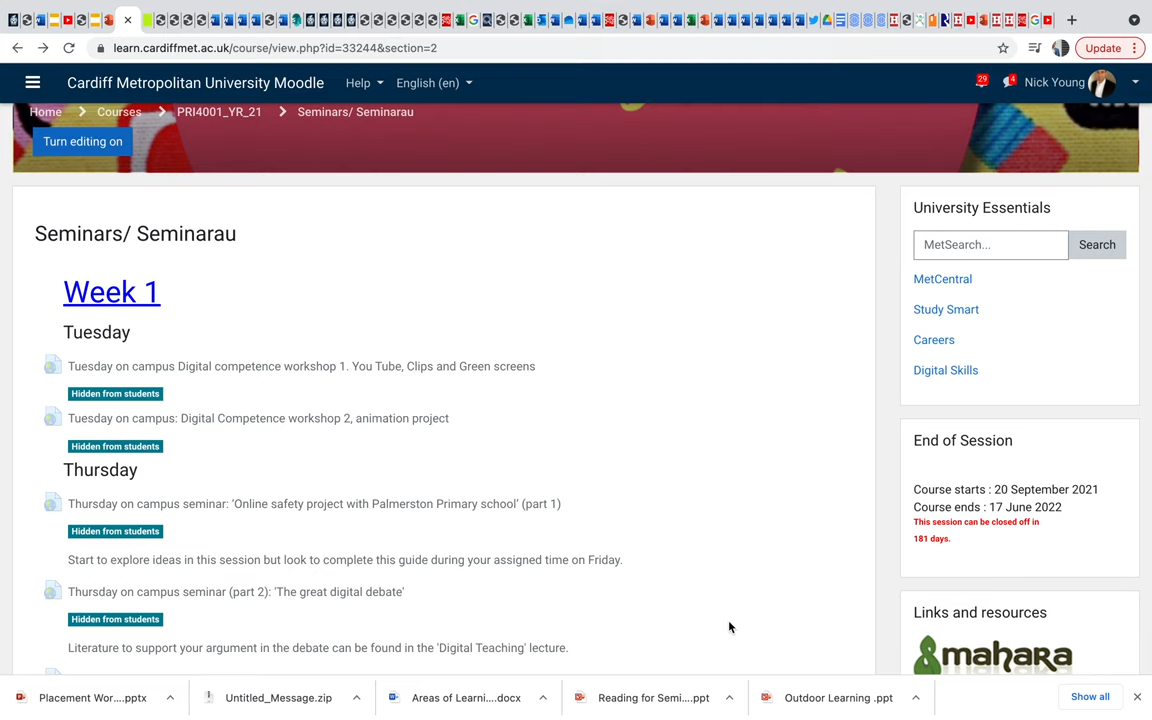 learn.cardiffmet.ac.uk/course/view.php?id=33244&section=2
Update
Cardiff Metropolitan University Moodle
Help
English (en)
29
4
Nick Young
Home
Courses
PRI4001_YR_21
Seminars/ Seminarau
Turn editing on
Seminars/ Seminarau
Week 1
Tuesday
Tuesday on campus Digital competence workshop 1. You Tube, Clips and Green screens
Hidden from students
Tuesday on campus: Digital Competence workshop 2, animation project
Hidden from students
Thursday
Thursday on campus seminar: 'Online safety project with Palmerston Primary school' (part 1)
Hidden from students
Start to explore ideas in this session but look to complete this guide during your assigned time on Friday.
Thursday on campus seminar (part 2): 'The great digital debate'
Hidden from students
Literature to support your argument in the debate can be found in the 'Digital Teaching' lecture.
University Essentials
MetSearch...
Search
MetCentral
Study Smart
Careers
Digital Skills
End of Session
Course starts : 20 September 2021
Course ends : 17 June 2022
This session can be closed off in
181 days.
Links and resources
mahara
Placement Wor....pptx
Untitled_Message.zip
Areas of Learni....docx
Reading for Semi....ppt
Outdoor Learning .ppt
Show all